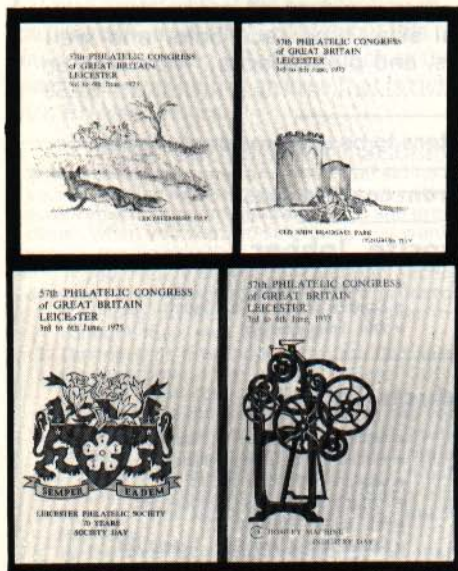 57th PHILATELIC CONGRESS
of GREAT BRITAIN
LEICESTER
3rd to 6th June, 1975
LEICESTERSHIRE DAY
57th PHILATELIC CONGRESS
of GREAT BRITAIN
LEICESTER
3rd to 6th June, 1975
OLD JOHN BRADGATE PARK
DAY
57th PHILATELIC CONGRESS
of GREAT BRITAIN
LEICESTER
3rd to 6th June, 1975
SEMPER EADEM
LEICESTER PHILATELIC SOCIETY
70 YEARS
SOCIETY DAY
57th PHILATELIC CONGRESS
of GREAT BRITAIN
LEICESTER
3rd to 6th June, 1975
MACHINE
INDUSTRY DAY